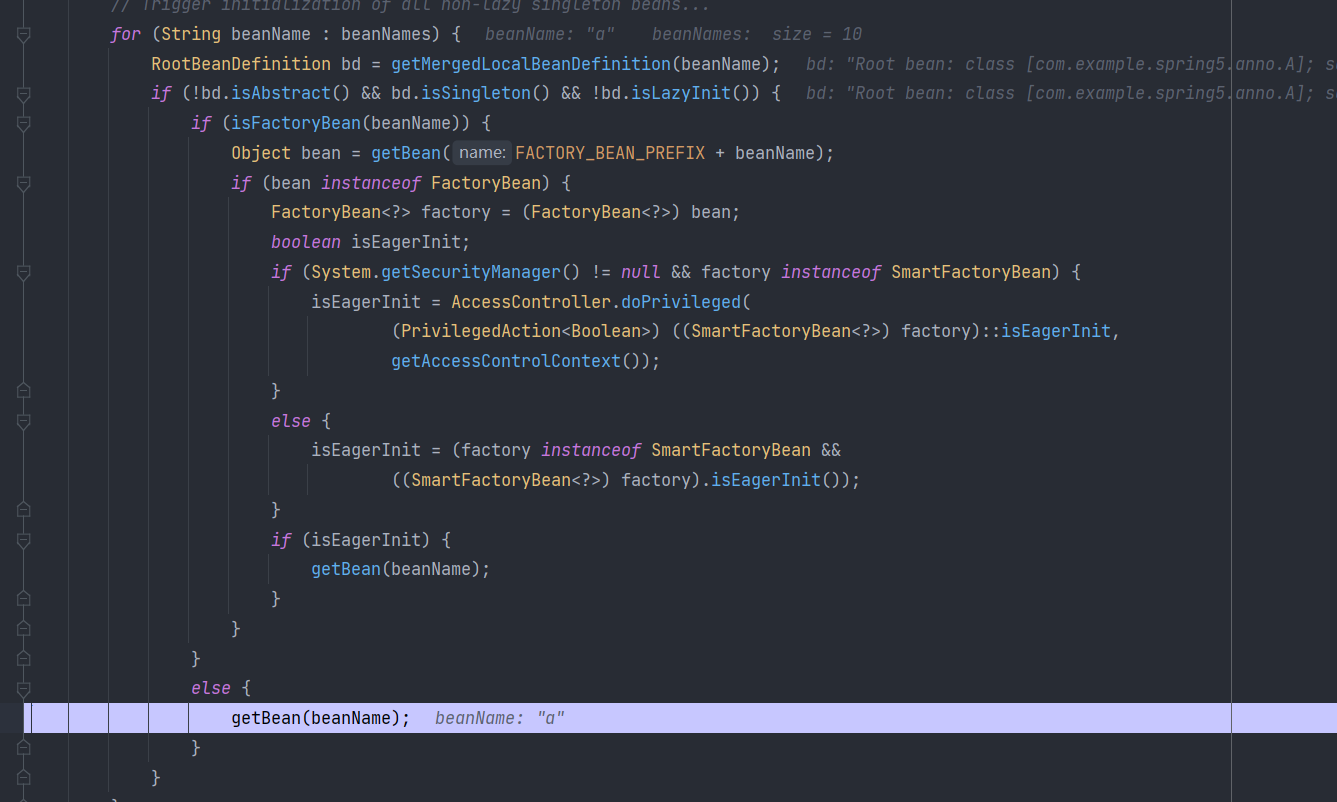 // Trigger initialization of all non-lazy singleton beans...
for (String beanName : beanNames) {  beanName: "a"  beanNames:  size = 10
RootBeanDefinition bd = getMergedLocalBeanDefinition(beanName);  bd: "Root bean: class [com.example.spring5.anno.A]; s
if (!bd.isAbstract() && bd.isSingleton() && !bd.isLazyInit()) {  bd: "Root bean: class [com.example.spring5.anno.A]; s
if (isFactoryBean(beanName)) {
Object bean = getBean( name: FACTORY_BEAN_PREFIX + beanName);
if (bean instanceof FactoryBean) {
FactoryBean<?> factory = (FactoryBean<?>) bean;
boolean isEagerInit;
if (System.getSecurityManager() != null && factory instanceof SmartFactoryBean) {
isEagerInit = AccessController.doPrivileged(
(PrivilegedAction<Boolean>) ((SmartFactoryBean<?>) factory)::isEagerInit,
getAccessControlContext());
}
else {
isEagerInit = (factory instanceof SmartFactoryBean &&
((SmartFactoryBean<?>) factory).isEagerInit());
}
if (isEagerInit) {
getBean(beanName);
}
}
}
else {
getBean(beanName);  beanName: "a"
}
}